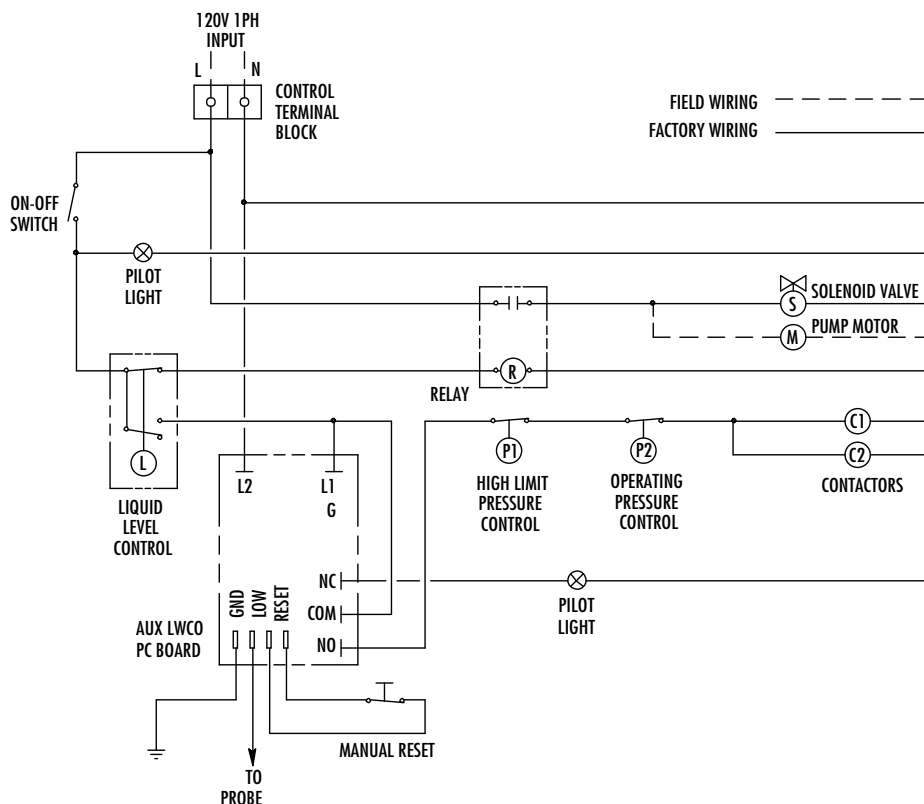 120V 1PH
INPUT
L
N
CONTROL
TERMINAL
BLOCK
FIELD WIRING
FACTORY WIRING
ON-OFF
SWITCH
PILOT
LIGHT
SOLENOID VALVE
S
PUMP MOTOR
M
R
RELAY
L
LIQUID
LEVEL
CONTROL
L2
L1
G
P1
HIGH LIMIT
PRESSURE
CONTROL
P2
OPERATING
PRESSURE
CONTROL
C1
C2
CONTACTORS
NC
COM
NO
GND
LOW
RESET
AUX LWCO
PC BOARD
PILOT
LIGHT
MANUAL RESET
TO
PROBE